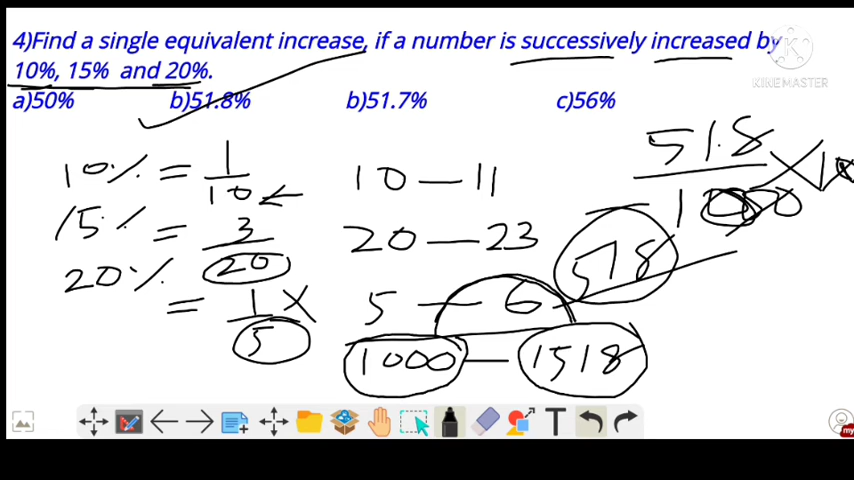 4)Find a single equivalent increase, if a number is successively increased by
10%, 15% and 20%.
a)50% b)51.8% b)51.7% c)56%
KINEMASTER
10% = 1/10 10 — 11
51.8/1000
15% = 3/20 20 — 23
518
20% = 1/5 × 5 — 6
1000 — 1518
T
my